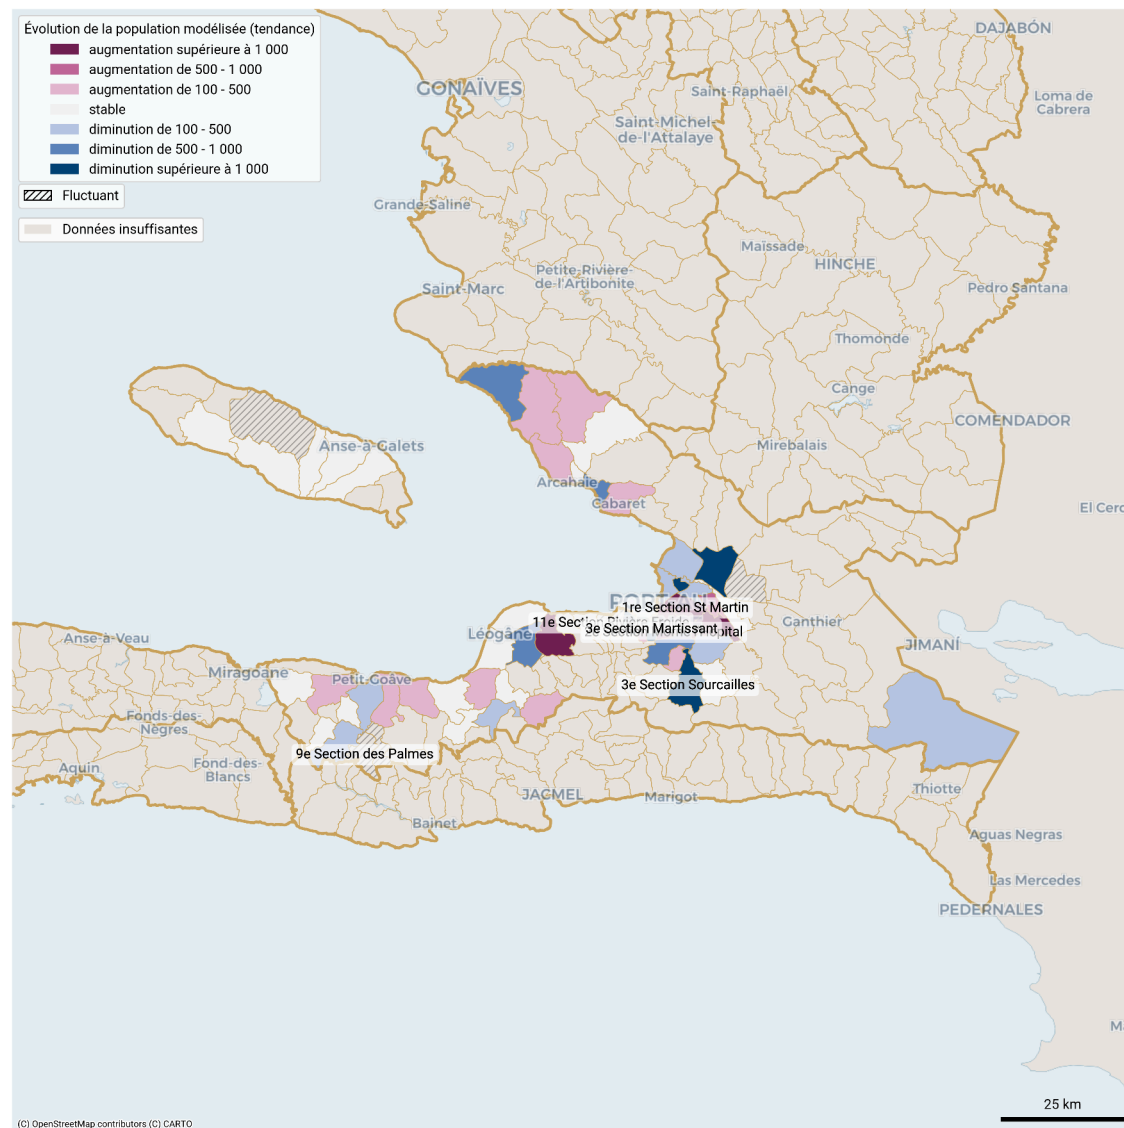 Évolution de la population modélisée (tendance)
augmentation supérieure à 1 000
augmentation de 500 - 1 000
augmentation de 100 - 500
stable
diminution de 100 - 500
diminution de 500 - 1 000
diminution supérieure à 1 000
Fluctuant
Données insuffisantes
DAJABÓN
GONAÏVES
Saint-Raphaël
Loma de
Cabrera
Saint-Michel-
de-l'Attalaye
Grande-Saline
Maïssade
HINCHE
Petite-Rivière-
de-l'Artibonite
Saint-Marc
Pedro Santana
Thomonde
Cange
COMENDADOR
Anse-à-Galets
Mirebalais
Arcahaie
Cabaret
El Cerc
1re Section St Martin
11e Section Rivière Froide
3e Section Martissant
Ganthier
Léogâne
Anse-à-Veau
JIMANÍ
Miragoane
Petit-Goâve
3e Section Sourcailles
Fonds-des-
Nègres
9e Section des Palmes
Aquin
Fond-des-
Blancs
JACMEL
Marigot
Thiotte
Bainet
Aguas Negras
Las Mercedes
PEDERNALES
25 km
(C) OpenStreetMap contributors (C) CARTO